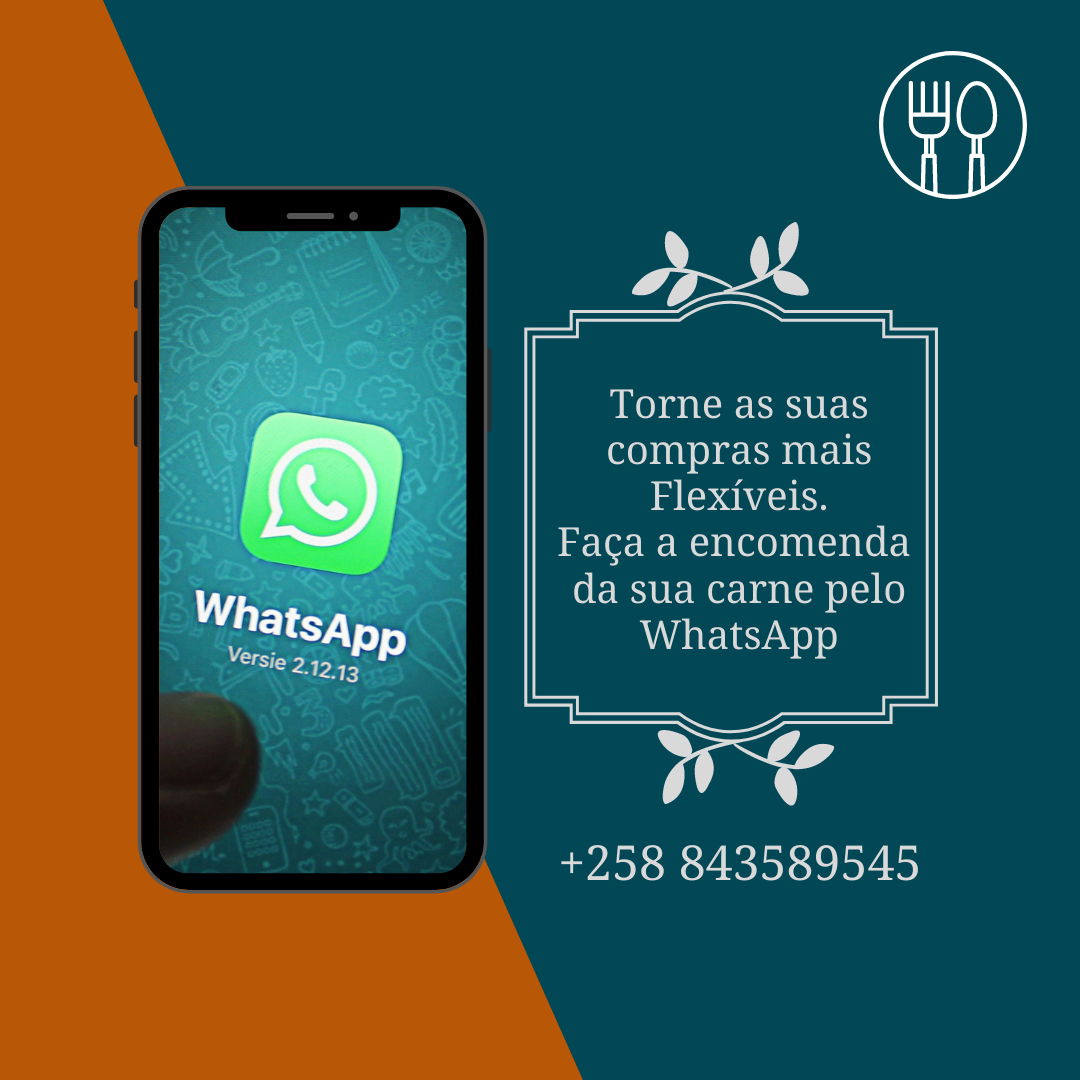 WhatsApp
Versie 2.12.13
Torne as suas
compras mais
Flexíveis.
Faça a encomenda
da sua carne pelo
WhatsApp
+258 843589545